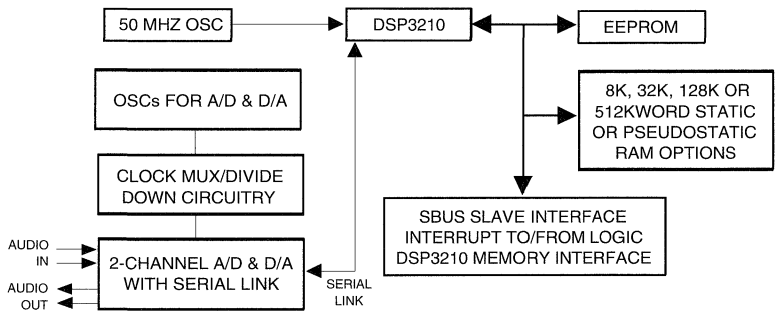 50 MHZ OSC
DSP3210
EEPROM
OSCs FOR A/D & D/A
8K, 32K, 128K OR
512KWORD STATIC
OR PSEUDOSTATIC
RAM OPTIONS
CLOCK MUX/DIVIDE
DOWN CIRCUITRY
SBUS SLAVE INTERFACE
INTERRUPT TO/FROM LOGIC
DSP3210 MEMORY INTERFACE
AUDIO
IN
2-CHANNEL A/D & D/A
WITH SERIAL LINK
AUDIO
OUT
SERIAL
LINK